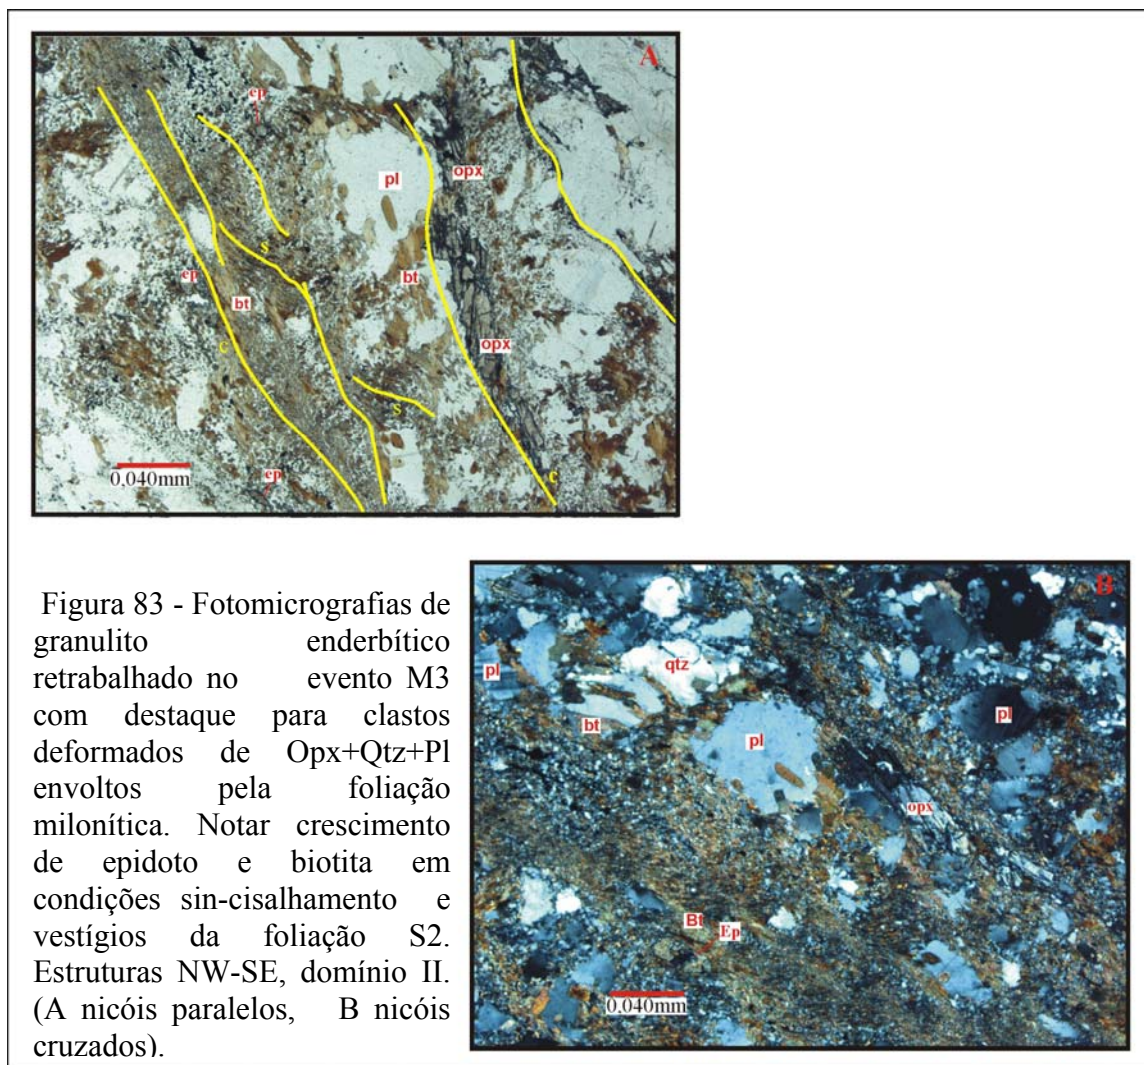 A
ep
opx
pl
s
ep
bt
bt
c
opx
s
ep
c
0,040mm
Figura 83 - Fotomicrografias de
granulito enderbítico
retrabalhado no evento M3
com destaque para clastos
deformados de Opx+Qtz+Pl
envoltos pela foliação
milonítica. Notar crescimento
de epidoto e biotita em
condições sin-cisalhamento e
vestígios da foliação S2.
Estruturas NW-SE, domínio II.
(A nicóis paralelos, B nicóis
cruzados).
B
pl
qtz
bt
pl
pl
opx
Bt
Ep
0,040mm